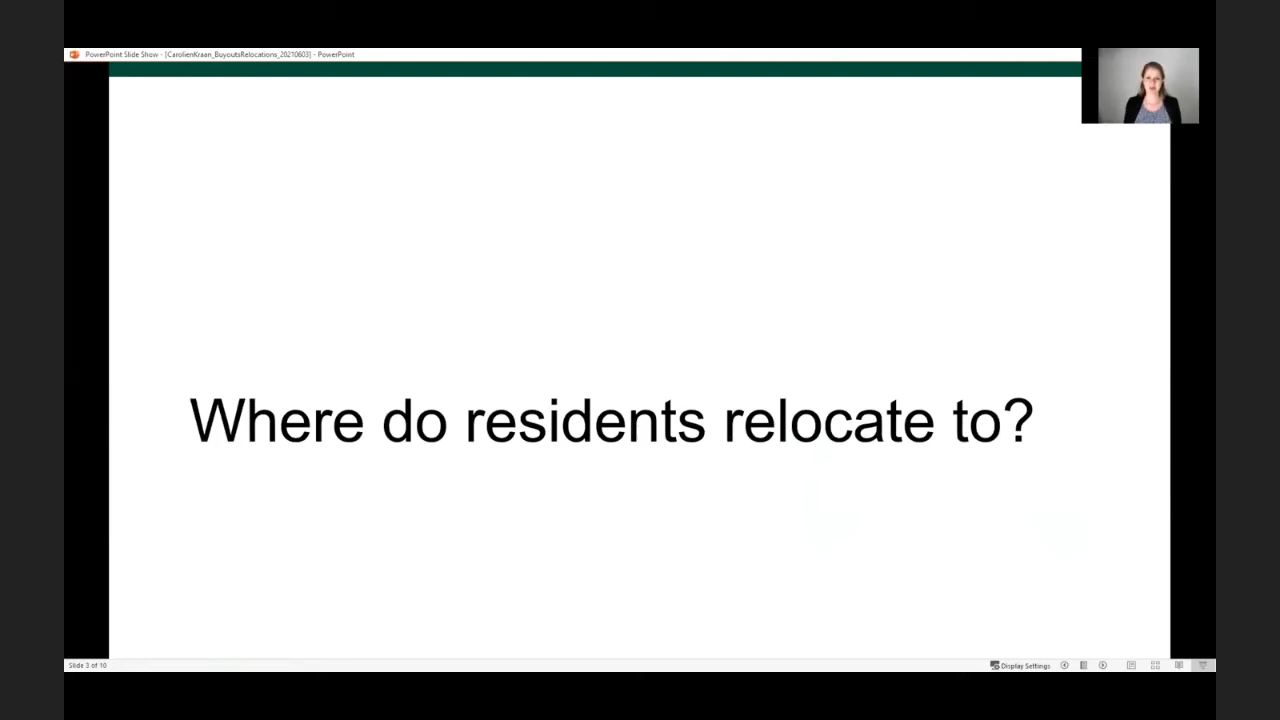 PowerPoint Slide Show - [CarolienKraan_BuyoutsRelocations_20210603] - PowerPoint
Where do residents relocate to?
Slide 3 of 10
Display Settings